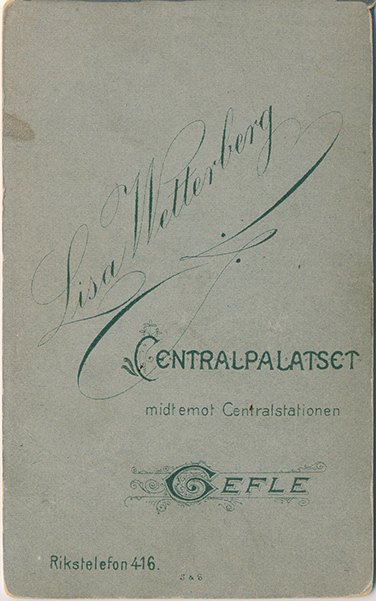 Lisa Wetterberg
CENTRALPALATSET
midtemot Centralstationen
GEFLE
Rikstelefon 416.